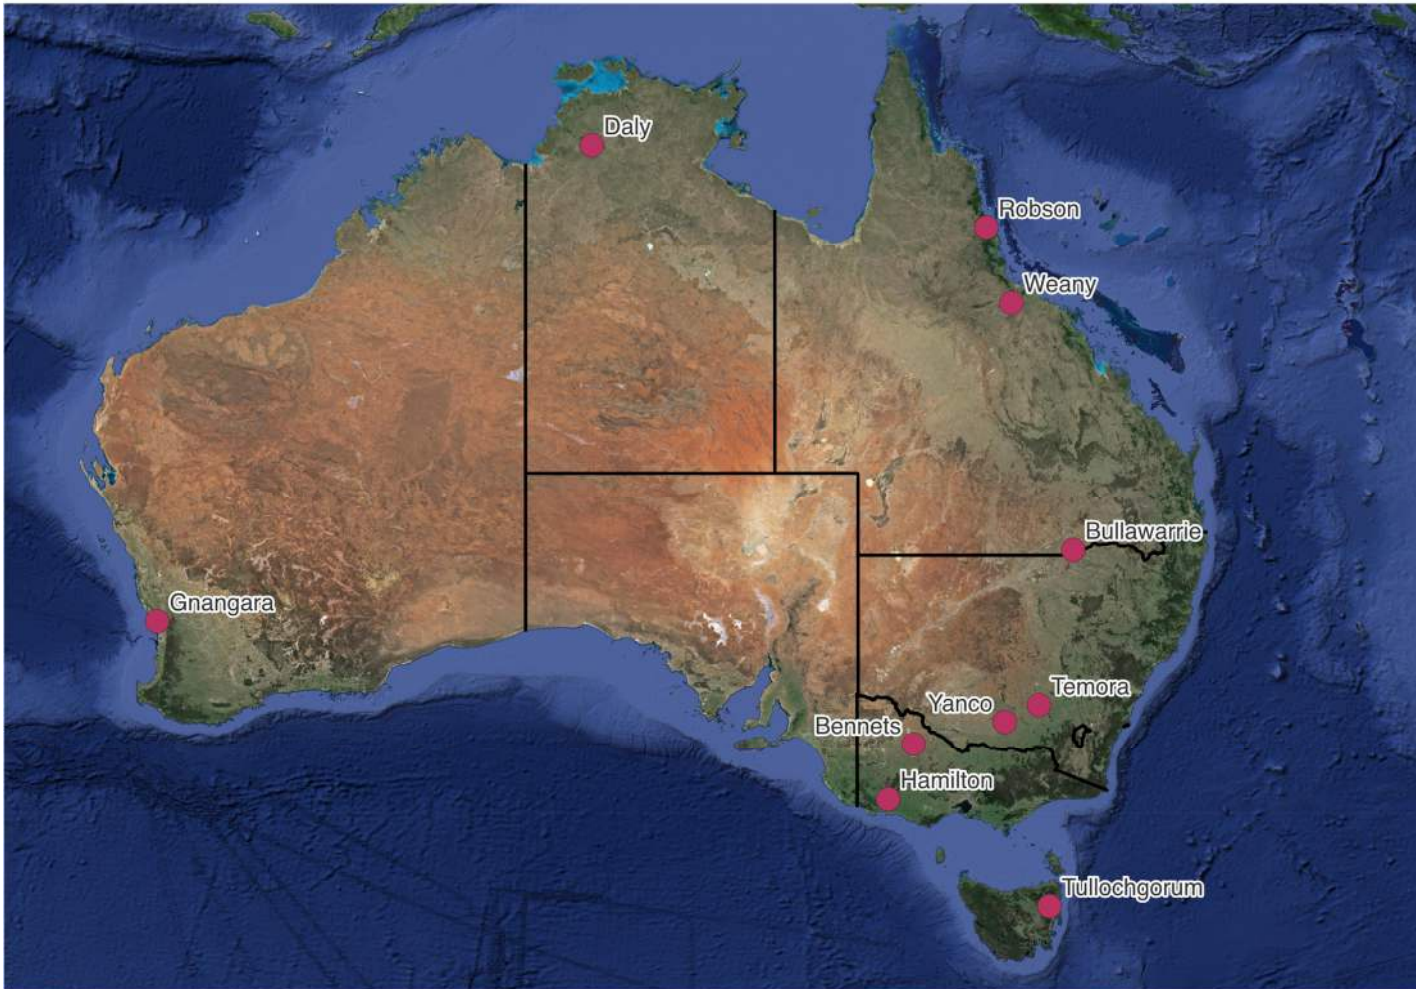 Daly
Robson
Weany
Bullawarrie
Gnangara
Temora
Yanco
Bennets
Hamilton
Tullochgorum